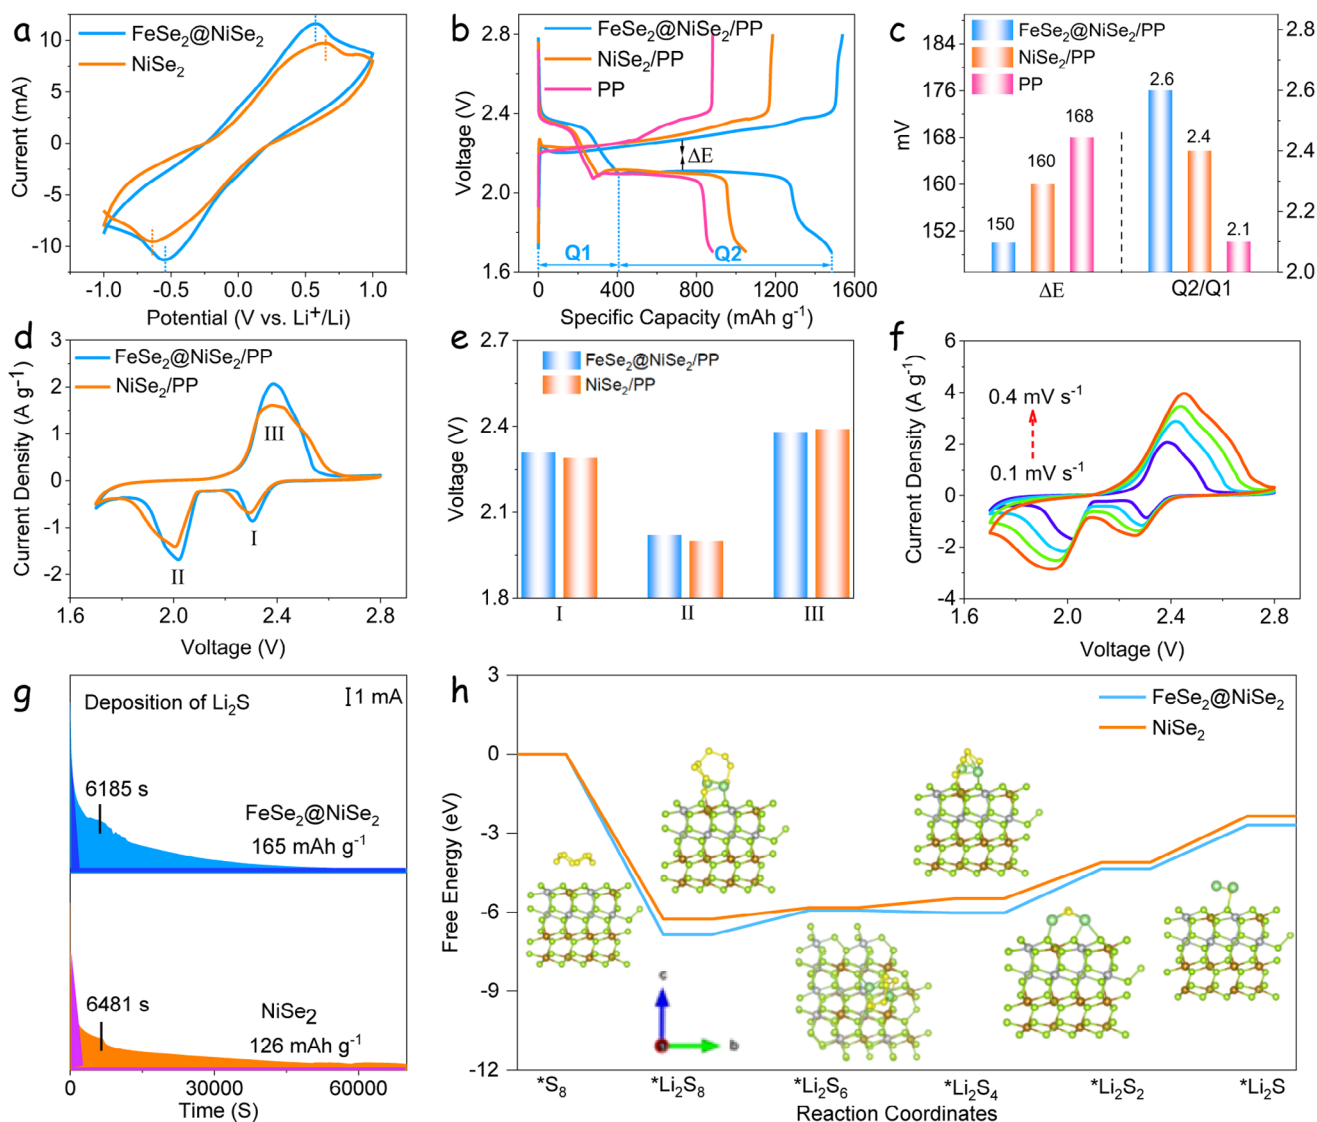 a
FeSe₂@NiSe₂
NiSe₂
10
5
0
-5
-10
Current (mA)
-1.0 -0.5 0.0 0.5 1.0
Potential (V vs. Li⁺/Li)
b
FeSe₂@NiSe₂/PP
NiSe₂/PP
PP
2.8
2.4
2.0
1.6
Voltage (V)
ΔE
Q1 Q2
0 400 800 1200 1600
Specific Capacity (mAh g⁻¹)
c
FeSe₂@NiSe₂/PP
NiSe₂/PP
PP
184
176
168
160
152
mV
150 160 168
2.6 2.4 2.1
2.8
2.6
2.4
2.2
2.0
ΔE Q2/Q1
d
FeSe₂@NiSe₂/PP
NiSe₂/PP
3
2
1
0
-1
-2
Current Density (A g⁻¹)
III
I
II
1.6 2.0 2.4 2.8
Voltage (V)
e
FeSe₂@NiSe₂/PP
NiSe₂/PP
2.7
2.4
2.1
1.8
Voltage (V)
I II III
f
6
4
2
0
-2
-4
Current Density (A g⁻¹)
0.4 mV s⁻¹
0.1 mV s⁻¹
1.6 2.0 2.4 2.8
Voltage (V)
g
Deposition of Li₂S
1 mA
6185 s
FeSe₂@NiSe₂
165 mAh g⁻¹
6481 s
NiSe₂
126 mAh g⁻¹
0 30000 60000
Time (S)
h
FeSe₂@NiSe₂
NiSe₂
3
0
-3
-6
-9
-12
Free Energy (eV)
c
b
*S₈ *Li₂S₈ *Li₂S₆ *Li₂S₄ *Li₂S₂ *Li₂S
Reaction Coordinates